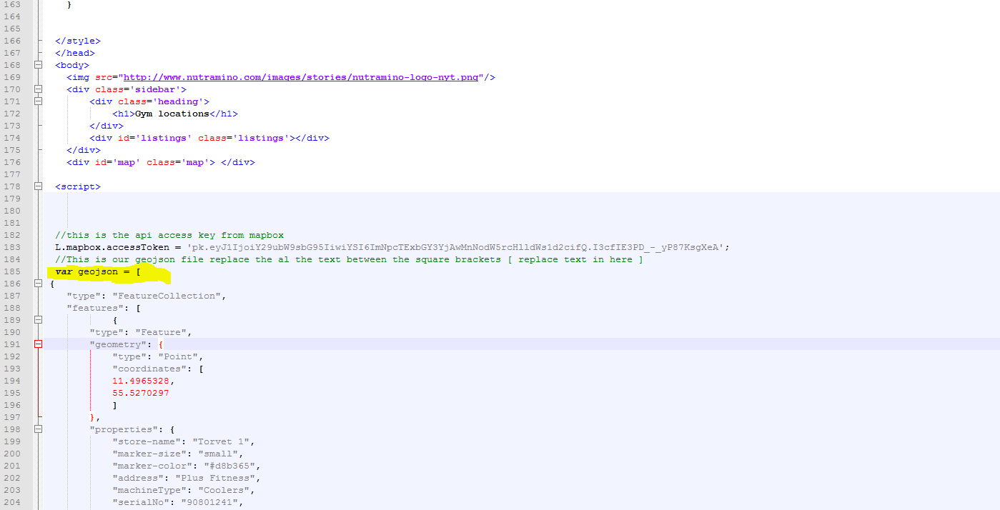 163 }
164
165
166 </style>
167 </head>
168 <body>
169 <img src="http://www.nutramino.com/images/stories/nutramino-logo-nyt.png"/>
170 <div class='sidebar'>
171 <div class='heading'>
172 <h1>Gym locations</h1>
173 </div>
174 <div id='listings' class='listings'></div>
175 </div>
176 <div id='map' class='map'> </div>
177
178 <script>
179
180
181
182 //this is the api access key from mapbox
183 L.mapbox.accessToken = 'pk.eyJ1IjoiY29ubW9sbG95IiwiYSI6ImNpcTExbGY3YjAwMnNodW5rcHlldWs1d2cifQ.I3cfIE3PD_-_yP87KsgXeA';
184 //This is our geojson file replace the al the text between the square brackets [ replace text in here ]
185 var geojson = [
186 {
187 "type": "FeatureCollection",
188 "features": [
189 {
190 "type": "Feature",
191 "geometry": {
192 "type": "Point",
193 "coordinates": [
194 11.4965328,
195 55.5270297
196 ]
197 },
198 "properties": {
199 "store-name": "Torvet 1",
200 "marker-size": "small",
201 "marker-color": "#d8b365",
202 "address": "Plus Fitness",
203 "machineType": "Coolers",
204 "serialNo": "90801241",